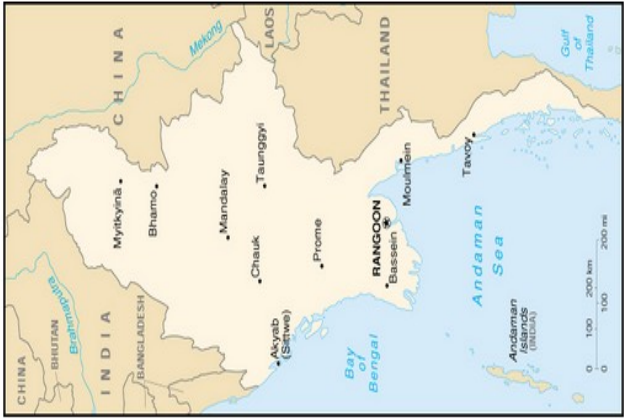 CHINA
BHUTAN
Brahmaputra
INDIA
BANGLADESH
CHINA
Mekong
LAOS
THAILAND
Gulf
of
Thailand
Myitkyinā
Bhamo
Mandalay
Taunggyi
Chauk
Prome
Akyab
(Sittwe)
RANGOON
Bassein
Moulmein
Tavoy
Bay
of
Bengal
Andaman
Sea
Andaman
Islands
(INDIA)
0 100 200 km
0 100 200 mi